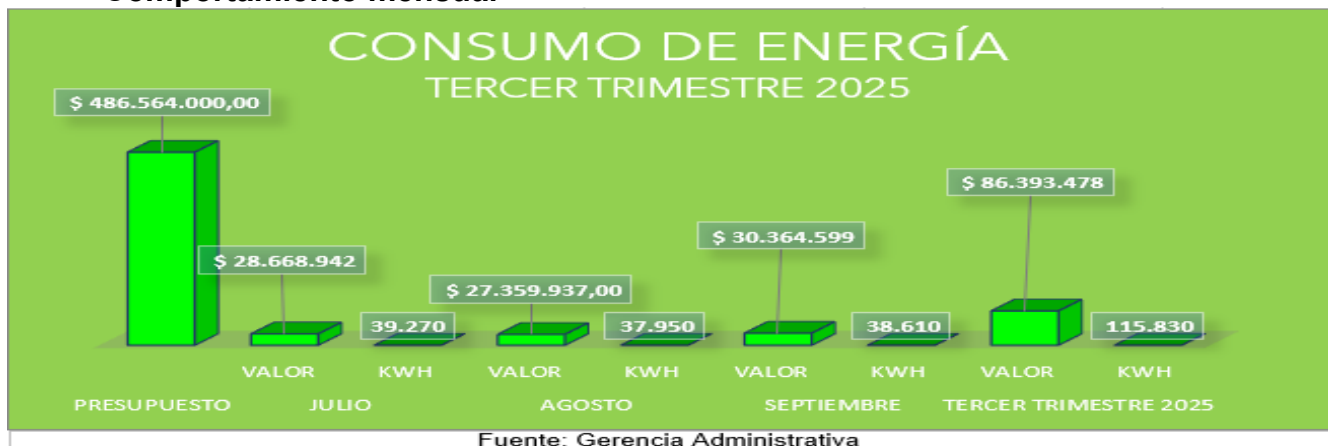 Comportamiento mensual
CONSUMO DE ENERGÍA
TERCER TRIMESTRE 2025
$ 486.564.000,00
$ 86.393.478
$ 30.364.599
$ 28.668.942
$ 27.359.937,00
39.270
37.950
38.610
115.830
VALOR KWH VALOR KWH VALOR KWH VALOR KWH
PRESUPUESTO JULIO AGOSTO SEPTIEMBRE TERCER TRIMESTRE 2025
Fuente: Gerencia Administrativa